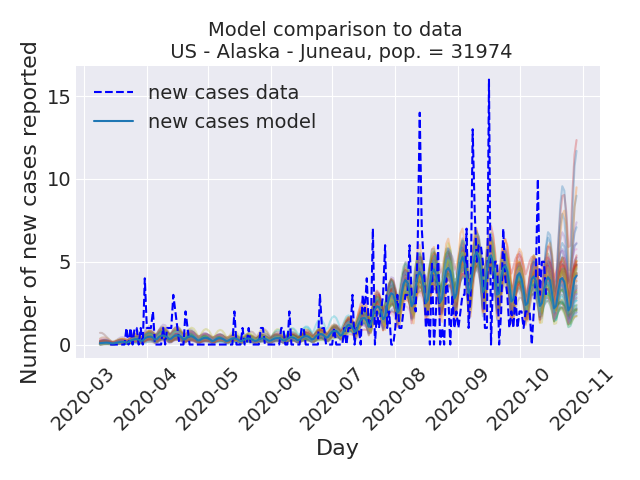 Model comparison to data
US - Alaska - Juneau, pop. = 31974
Number of new cases reported
15
10
5
0
new cases data
new cases model
2020-03
2020-04
2020-05
2020-06
2020-07
2020-08
2020-09
2020-10
2020-11
Day